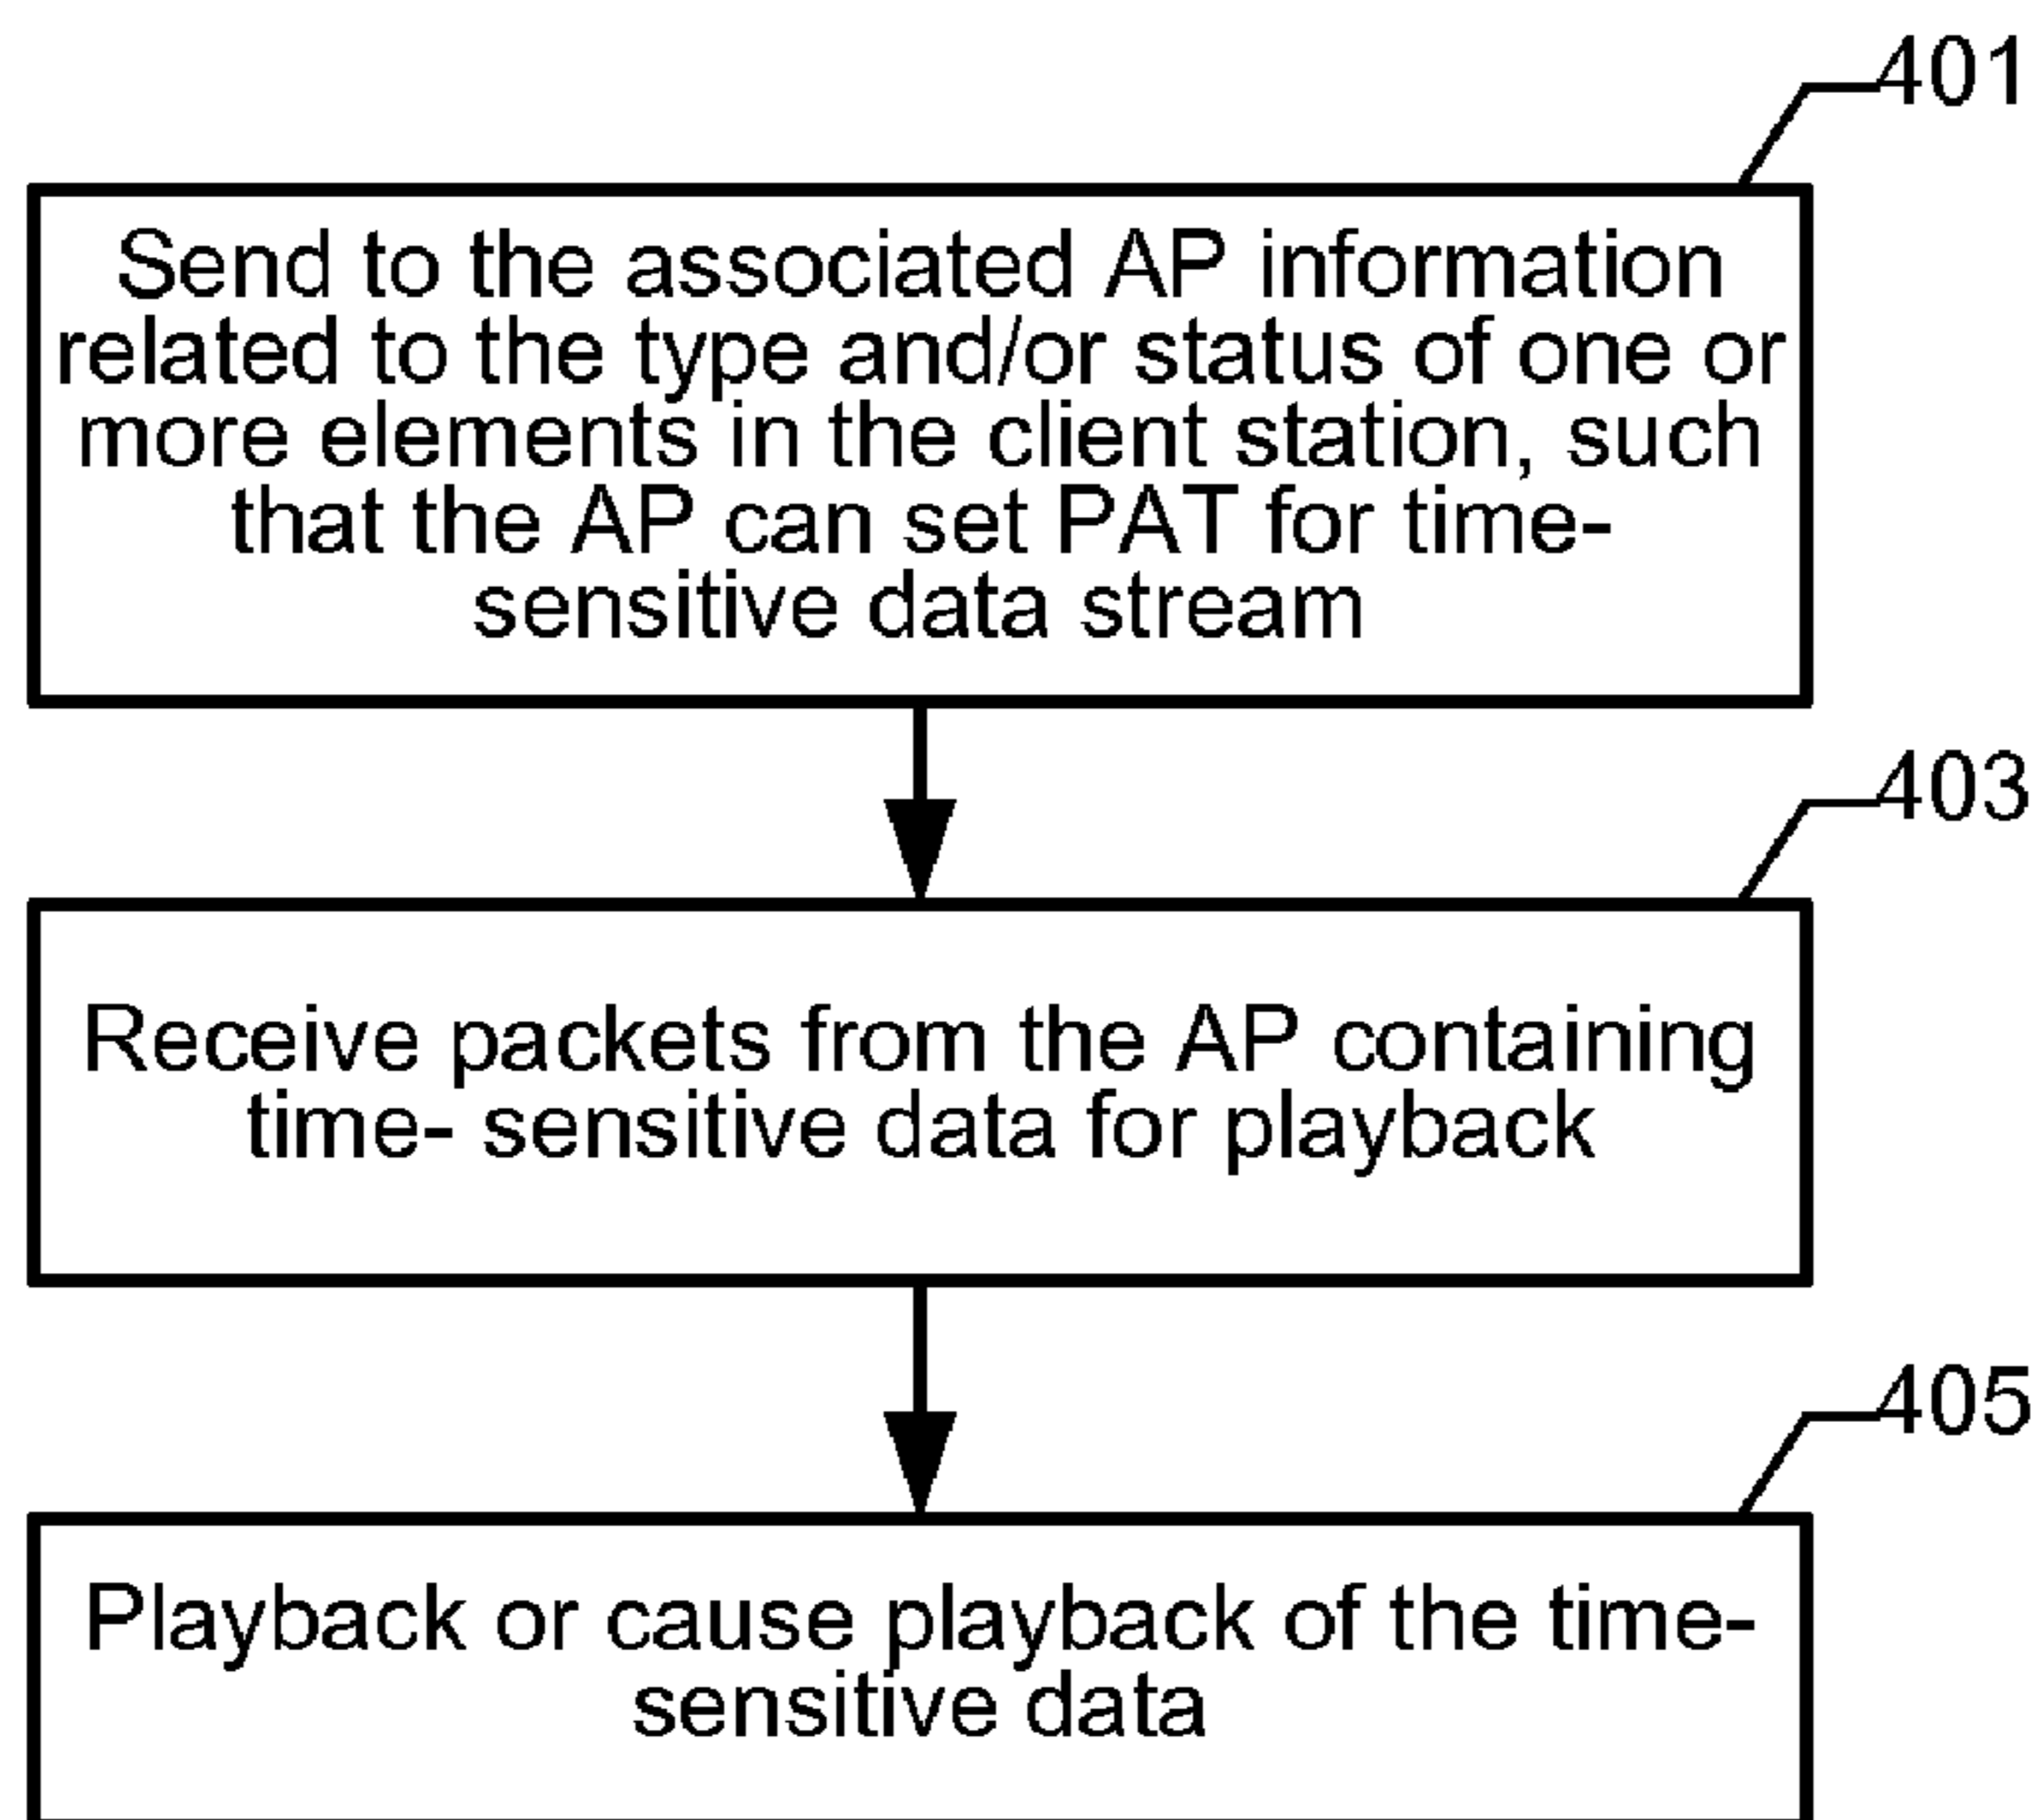 401
Send to the associated AP information
related to the type and/or status of one or
more elements in the client station, such
that the AP can set PAT for time-
sensitive data stream
403
Receive packets from the AP containing
time- sensitive data for playback
405
Playback or cause playback of the time-
sensitive data